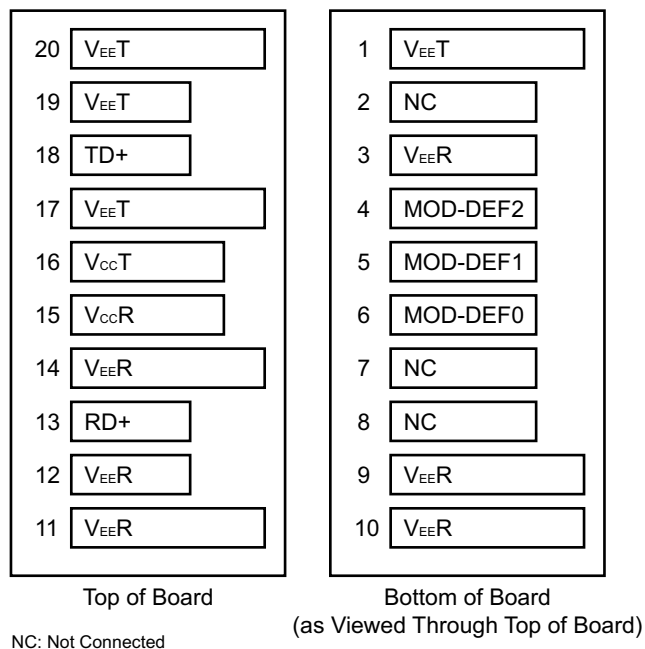 20 VEET
19 VEET
18 TD+
17 VEET
16 VCCT
15 VCCR
14 VEER
13 RD+
12 VEER
11 VEER
Top of Board
1 VEET
2 NC
3 VEER
4 MOD-DEF2
5 MOD-DEF1
6 MOD-DEF0
7 NC
8 NC
9 VEER
10 VEER
Bottom of Board
(as Viewed Through Top of Board)
NC: Not Connected